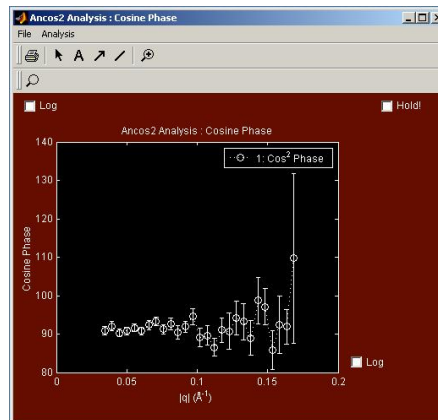 Ancos2 Analysis : Cosine Phase
File Analysis
A
Log
Hold!
Ancos2 Analysis : Cosine Phase
1: Cos² Phase
140
130
120
110
100
90
80
Cosine Phase
0
0.05
0.1
0.15
0.2
|q| (Å⁻¹)
Log